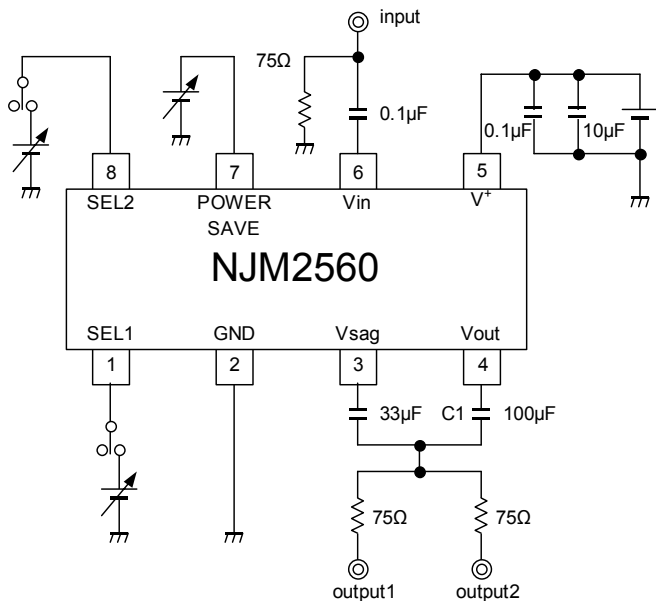 input
75Ω
0.1µF
0.1µF
10µF
8
7
6
5
SEL2
POWER SAVE
Vin
V+
NJM2560
SEL1
GND
Vsag
Vout
1
2
3
4
33µF
C1
100µF
75Ω
75Ω
output1
output2